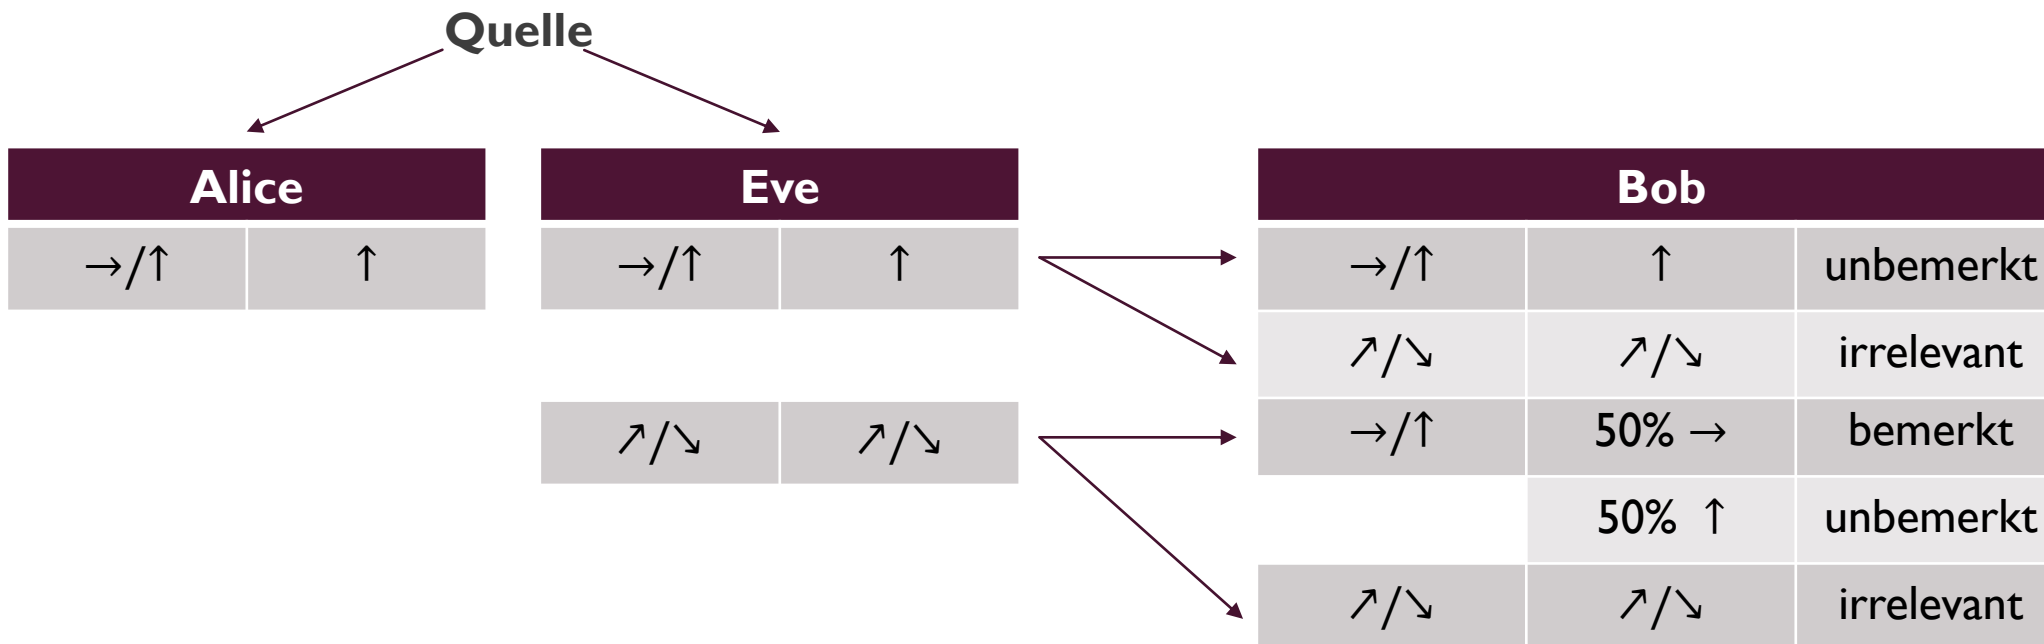 Quelle
Alice Eve Bob
→/↑ ↑ →/↑ ↑ →/↑ ↑ unbemerkt
↗/↘ ↗/↘ irrelevant
↗/↘ ↗/↘ →/↑ 50% → bemerkt
50% ↑ unbemerkt
↗/↘ ↗/↘ irrelevant